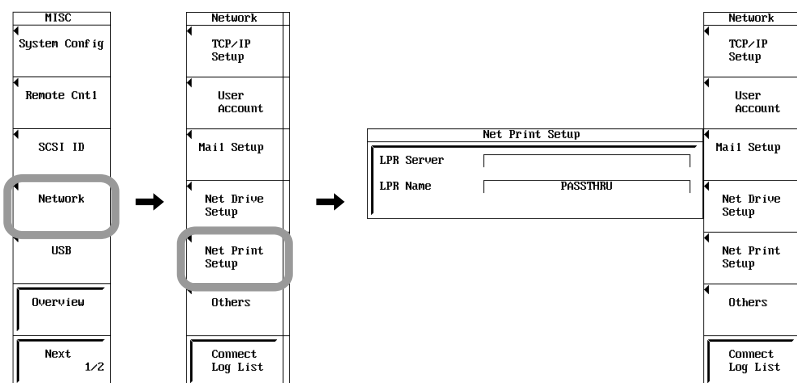 MISC
System Config
Remote Cntl
SCSI ID
Network
USB
Overview
Next
1/2
Network
TCP/IP
Setup
User
Account
Mail Setup
Net Drive
Setup
Net Print
Setup
Others
Connect
Log List
Net Print Setup
LPR Server
LPR Name
PASSTHRU
Network
TCP/IP
Setup
User
Account
Mail Setup
Net Drive
Setup
Net Print
Setup
Others
Connect
Log List